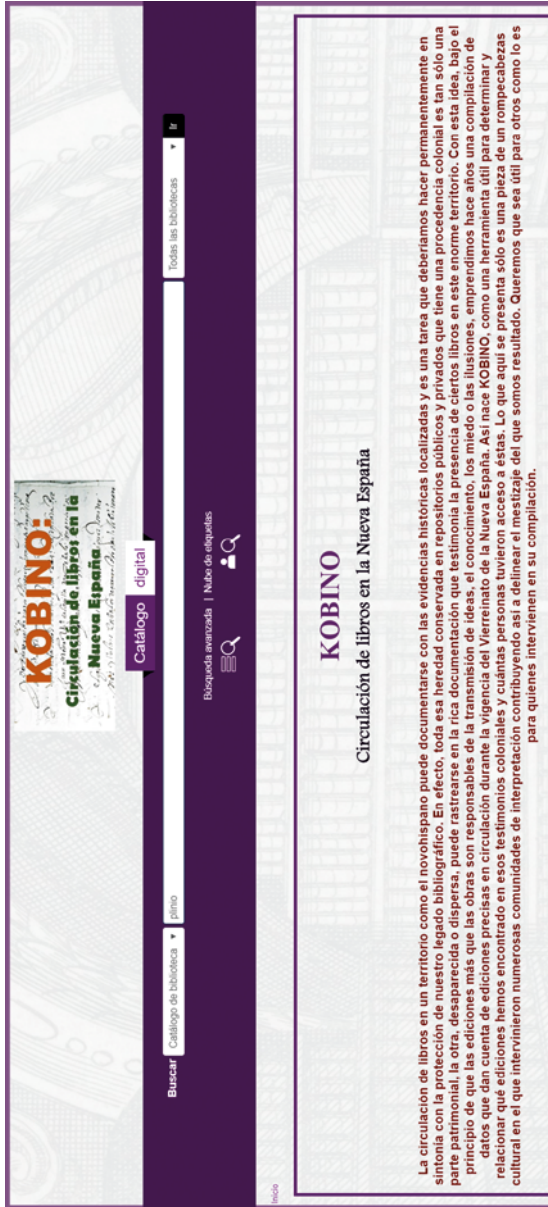 KOBINO:
Circulación de libros en la
Nueva España
Catálogo digital
Buscar Catálogo de biblioteca ▼ plinio Todas las bibliotecas ▼ Ir
Búsqueda avanzada | Nube de etiquetas
Inicio
KOBINO
Circulación de libros en la Nueva España
La circulación de libros en un territorio como el novohispano puede documentarse con las evidencias históricas localizadas y es una tarea que deberíamos hacer permanentemente en
sintonía con la protección de nuestro legado bibliográfico. En efecto, toda esa heredad conservada en repositorios públicos y privados que tiene una procedencia colonial es tan sólo una
parte patrimonial, la otra, desaparecida o dispersa, puede rastrearse en la rica documentación que testimonia la presencia de ciertos libros en este enorme territorio. Con esta idea, bajo el
principio de que las ediciones más que las obras son responsables de la transmisión de ideas, el conocimiento, los miedo o las ilusiones, emprendimos hace años una compilación de
datos que dan cuenta de ediciones precisas en circulación durante la vigencia del Vierreinato de la Nueva España. Así nace KOBINO, como una herramienta útil para determinar y
relacionar qué ediciones hemos encontrado en esos testimonios coloniales y cuántas personas tuvieron acceso a éstas. Lo que aquí se presenta sólo es una pieza de un rompecabezas
cultural en el que intervinieron numerosas comunidades de interpretación contribuyendo así a delinear el mestizaje del que somos resultado. Queremos que sea útil para otros como lo es
para quienes intervienen en su compilación.